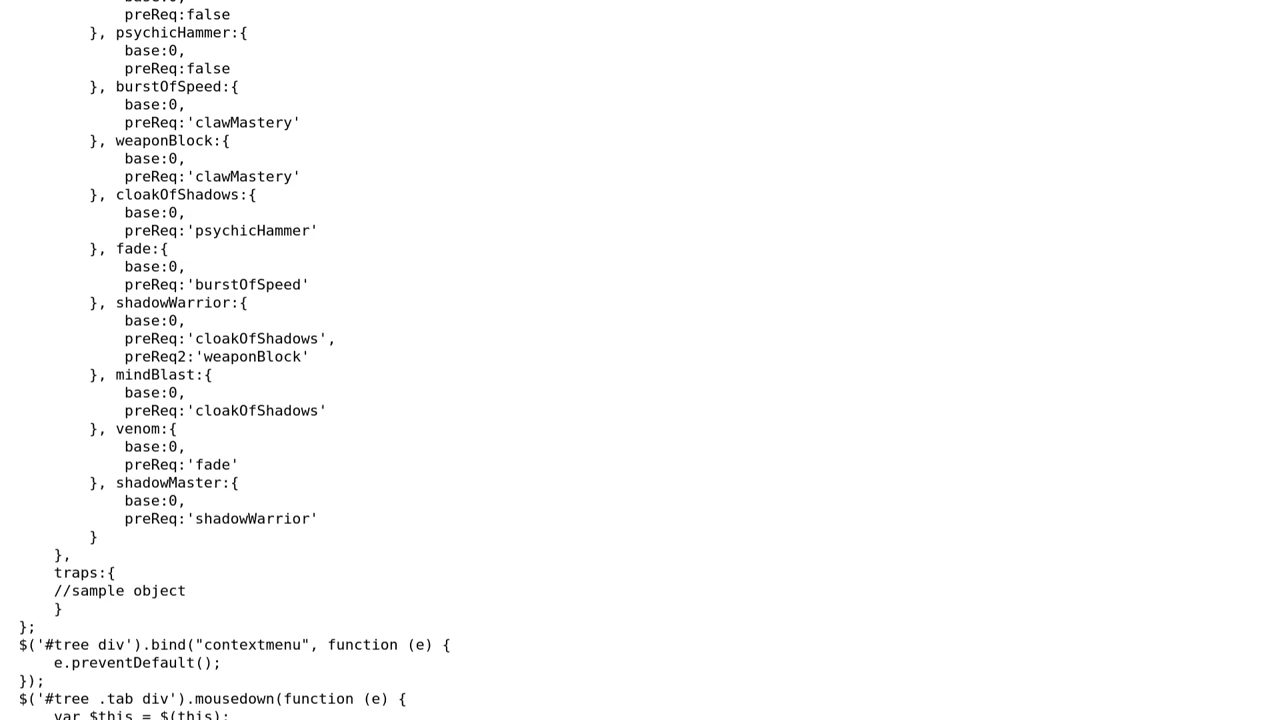 base:0,
preReq:false
}, psychicHammer:{
base:0,
preReq:false
}, burstOfSpeed:{
base:0,
preReq:'clawMastery'
}, weaponBlock:{
base:0,
preReq:'clawMastery'
}, cloakOfShadows:{
base:0,
preReq:'psychicHammer'
}, fade:{
base:0,
preReq:'burstOfSpeed'
}, shadowWarrior:{
base:0,
preReq:'cloakOfShadows',
preReq2:'weaponBlock'
}, mindBlast:{
base:0,
preReq:'cloakOfShadows'
}, venom:{
base:0,
preReq:'fade'
}, shadowMaster:{
base:0,
preReq:'shadowWarrior'
}
},
traps:{
//sample object
}
};
$('#tree div').bind("contextmenu", function (e) {
e.preventDefault();
});
$('#tree .tab div').mousedown(function (e) {
var $this = $(this);